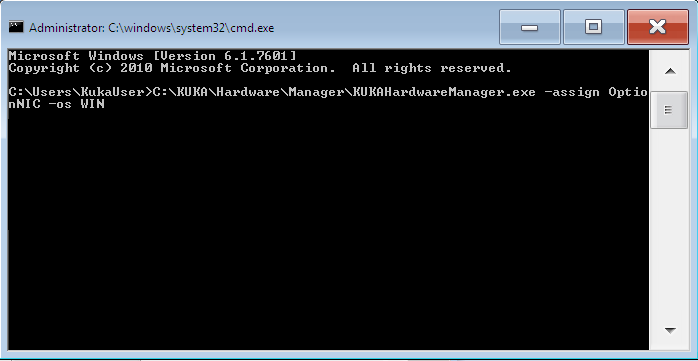 Administrator: C:\windows\system32\cmd.exe
Microsoft Windows [Version 6.1.7601]
Copyright (c) 2010 Microsoft Corporation.  All rights reserved.
C:\Users\KukaUser>C:\KUKA\Hardware\Manager\KUKAHardwareManager.exe -assign Optio
nNIC -os WIN